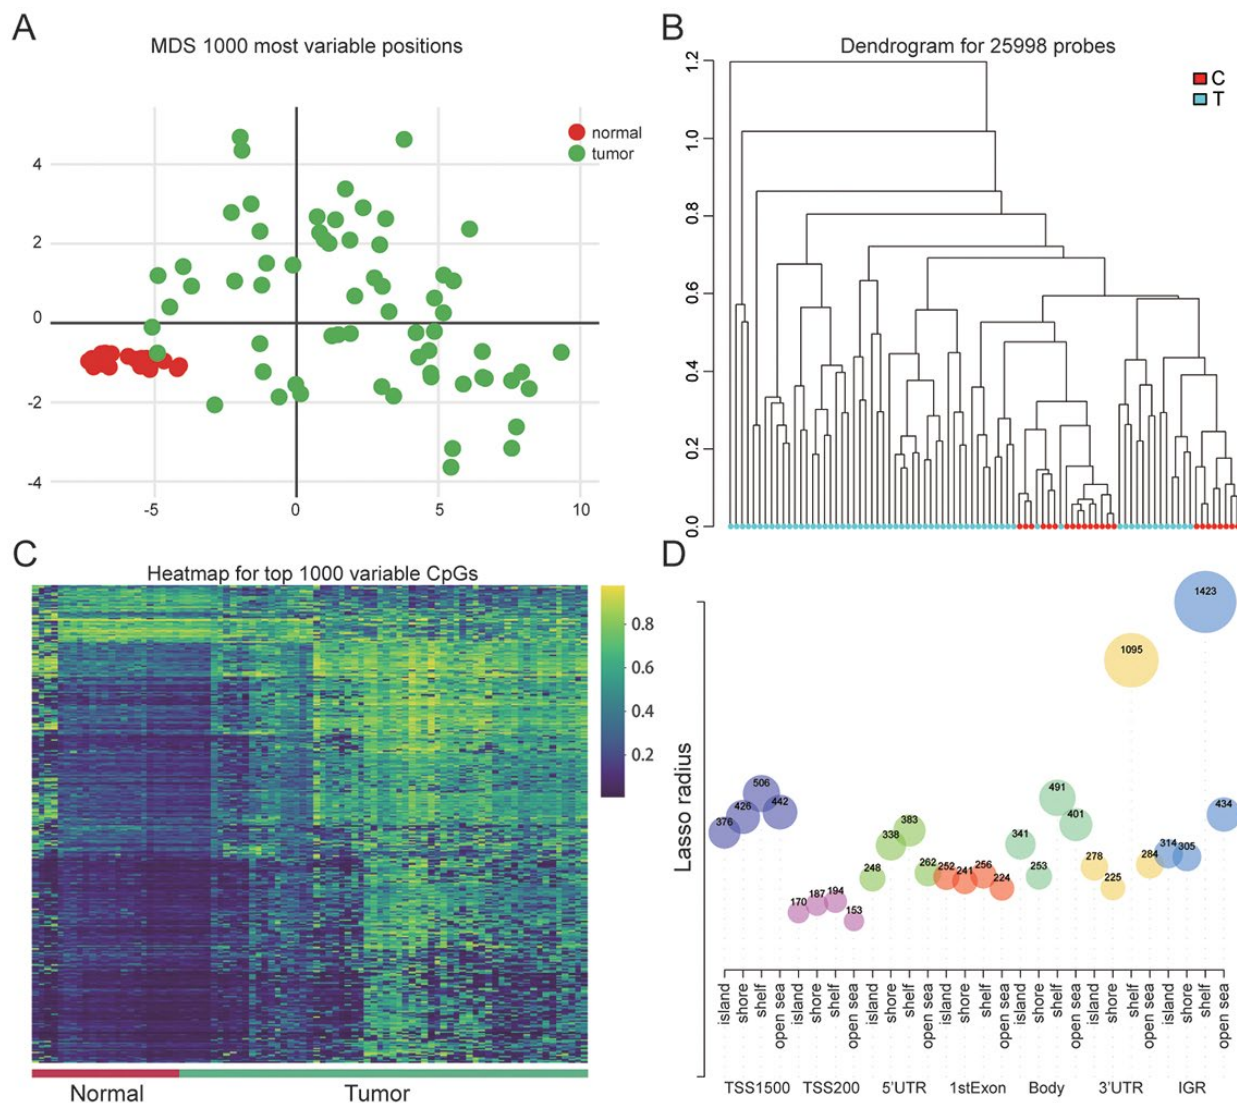 A
MDS 1000 most variable positions
normal
tumor
4
2
0
-2
-4
-5
0
5
10
B
Dendrogram for 25998 probes
C
T
1.2
1.0
0.8
0.6
0.4
0.2
0.0
C
Heatmap for top 1000 variable CpGs
0.8
0.6
0.4
0.2
Normal
Tumor
D
Lasso radius
1423
1095
506
491
426
442
434
376
383
401
338
341
314
305
278
284
248
262
252
241
256
224
253
225
170
187
194
153
island
shore
shelf
open sea
island
shore
shelf
open sea
island
shore
shelf
open sea
island
shore
shelf
open sea
island
shore
shelf
open sea
island
shore
shelf
open sea
island
shore
shelf
open sea
TSS1500 TSS200 5'UTR 1stExon Body 3'UTR IGR